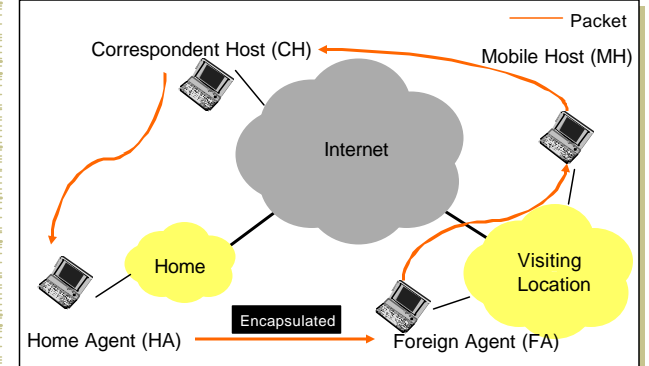 Packet
Correspondent Host (CH)
Mobile Host (MH)
Internet
Home
Visiting
Location
Encapsulated
Home Agent (HA)
Foreign Agent (FA)